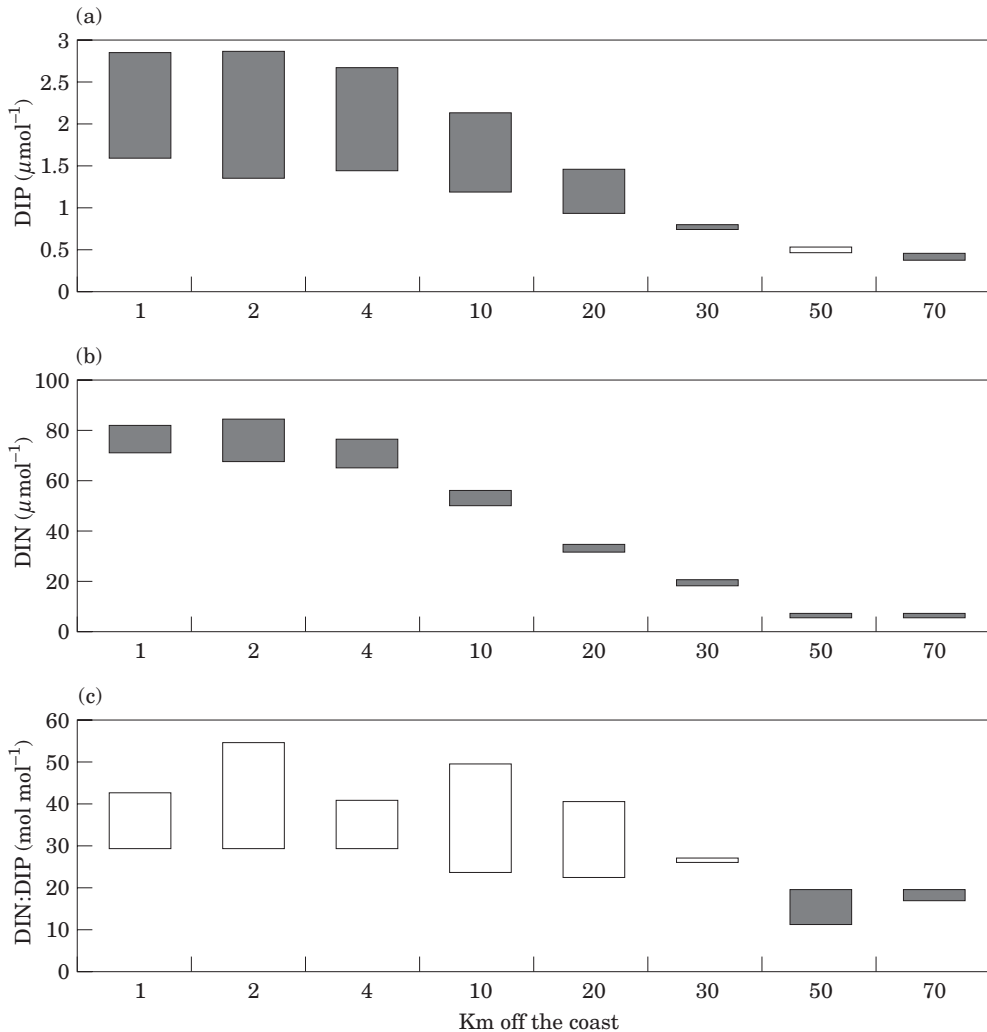 (a)
3
2.5
2
1.5
1
0.5
0
DIP (μmol⁻¹)
1 2 4 10 20 30 50 70
(b)
100
80
60
40
20
0
DIN (μmol⁻¹)
1 2 4 10 20 30 50 70
(c)
60
50
40
30
20
10
0
DIN:DIP (mol mol⁻¹)
1 2 4 10 20 30 50 70
Km off the coast